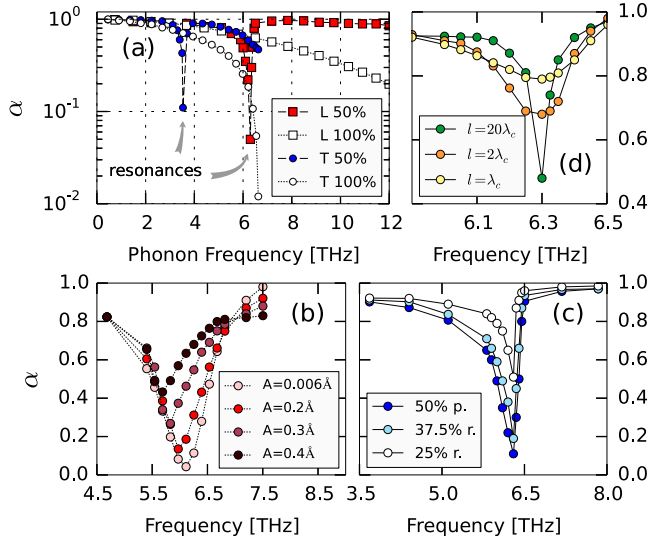 (a)
α
10⁰
10⁻¹
10⁻²
resonances
L 50%
L 100%
T 50%
T 100%
0 2 4 6 8 10 12
Phonon Frequency [THz]
1.0
0.8
0.6
0.4
l=20λc
l=2λc
l=λc
(d)
6.1 6.3 6.5
Frequency [THz]
(b)
α
1.0
0.8
0.6
0.4
0.2
0.0
A=0.006Å
A=0.2Å
A=0.3Å
A=0.4Å
4.5 5.5 6.5 7.5
Frequency [THz]
(c)
1.0
0.8
0.6
0.4
0.2
0.0
50% p.
37.5% r.
25% r.
3.5 5.0 6.5 8.0
Frequency [THz]